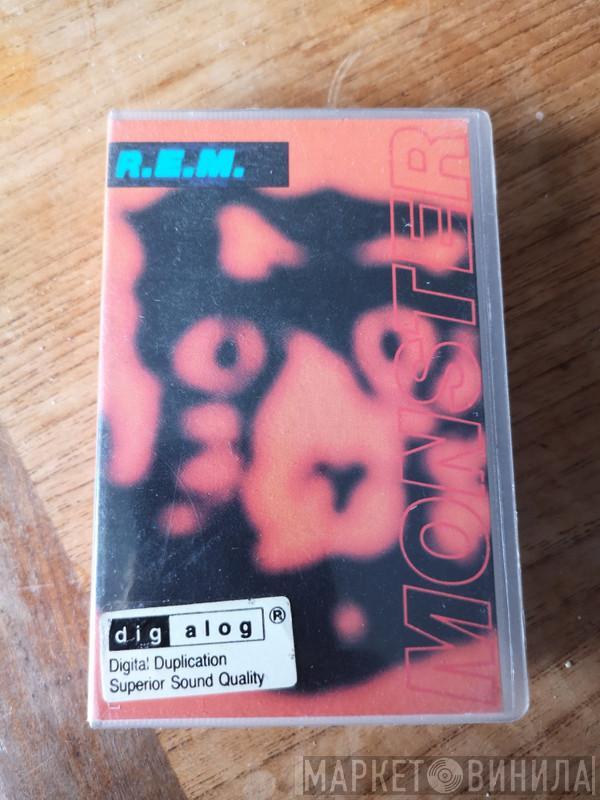 R.E.M.
MONSTER
dig alog ®
Digital Duplication
Superior Sound Quality
МАРКЕТ ВИНИЛА